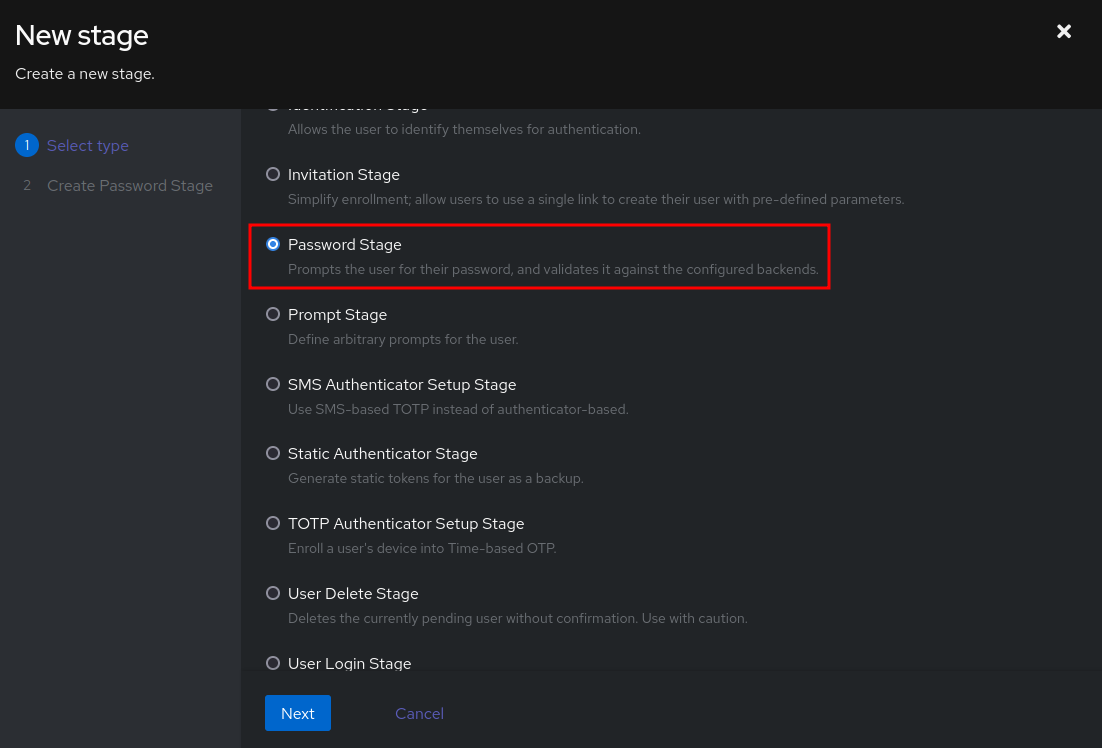 New stage
Create a new stage.
1 Select type
2 Create Password Stage
Identification Stage
Allows the user to identify themselves for authentication.
Invitation Stage
Simplify enrollment; allow users to use a single link to create their user with pre-defined parameters.
Password Stage
Prompts the user for their password, and validates it against the configured backends.
Prompt Stage
Define arbitrary prompts for the user.
SMS Authenticator Setup Stage
Use SMS-based TOTP instead of authenticator-based.
Static Authenticator Stage
Generate static tokens for the user as a backup.
TOTP Authenticator Setup Stage
Enroll a user's device into Time-based OTP.
User Delete Stage
Deletes the currently pending user without confirmation. Use with caution.
User Login Stage
Next Cancel